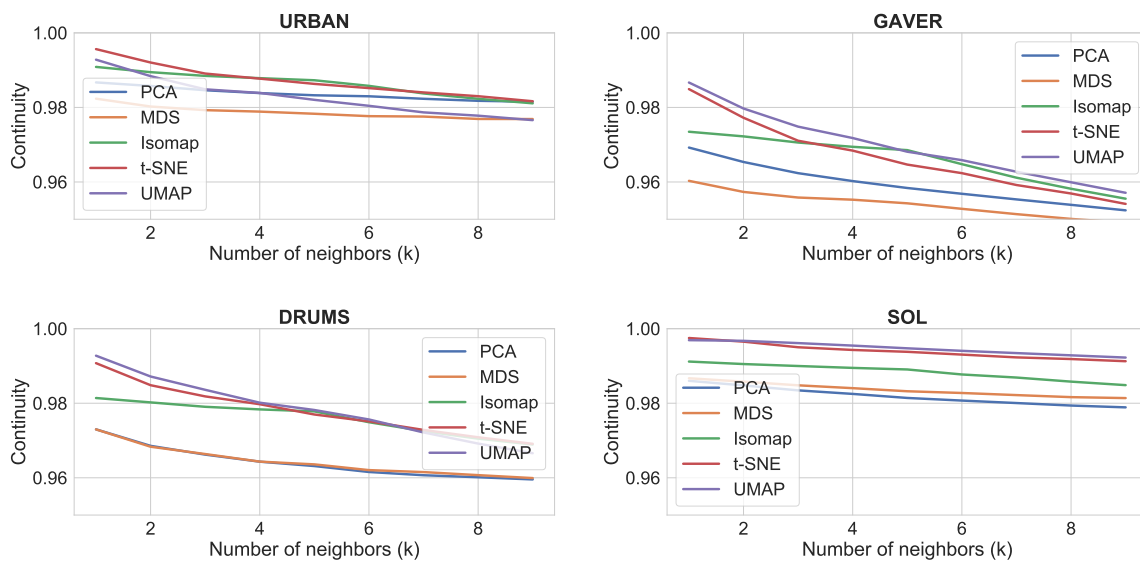 URBAN
1.00
0.98
0.96
Continuity
PCA
MDS
Isomap
t-SNE
UMAP
2 4 6 8
Number of neighbors (k)
GAVER
1.00
0.98
0.96
Continuity
PCA
MDS
Isomap
t-SNE
UMAP
2 4 6 8
Number of neighbors (k)
DRUMS
1.00
0.98
0.96
Continuity
PCA
MDS
Isomap
t-SNE
UMAP
2 4 6 8
Number of neighbors (k)
SOL
1.00
0.98
0.96
Continuity
PCA
MDS
Isomap
t-SNE
UMAP
2 4 6 8
Number of neighbors (k)